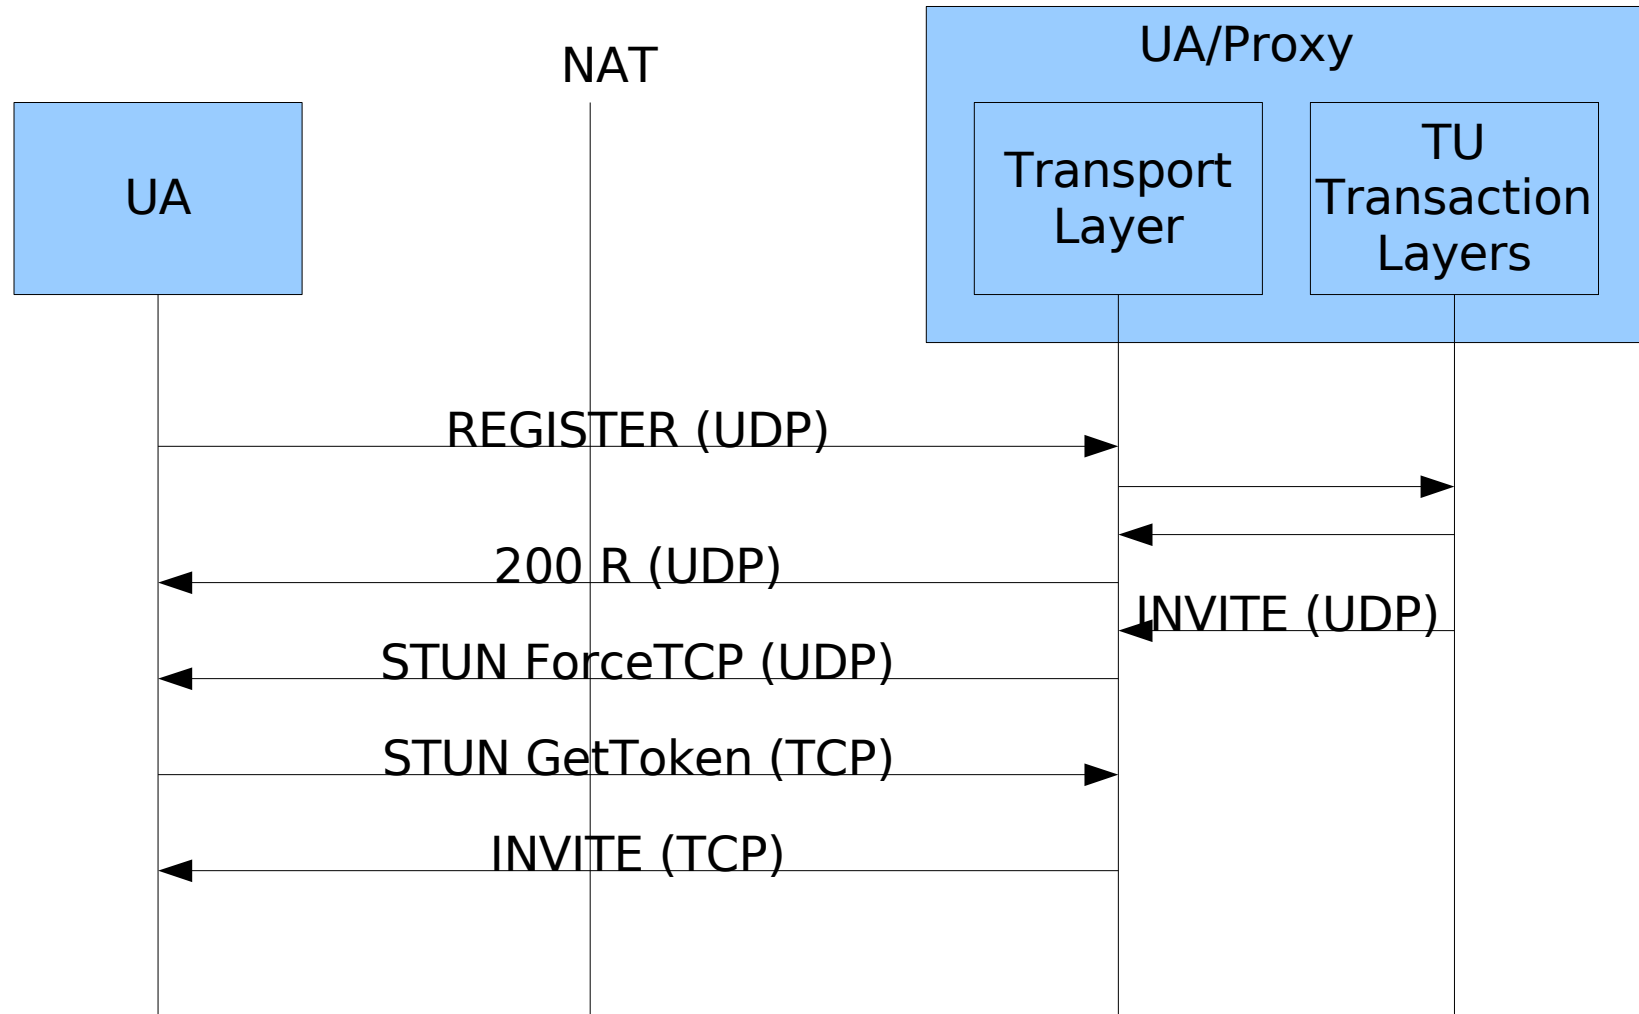 UA/Proxy
NAT
UA
Transport
Layer
TU
Transaction
Layers
REGISTER (UDP)
200 R (UDP)
INVITE (UDP)
STUN ForceTCP (UDP)
STUN GetToken (TCP)
INVITE (TCP)